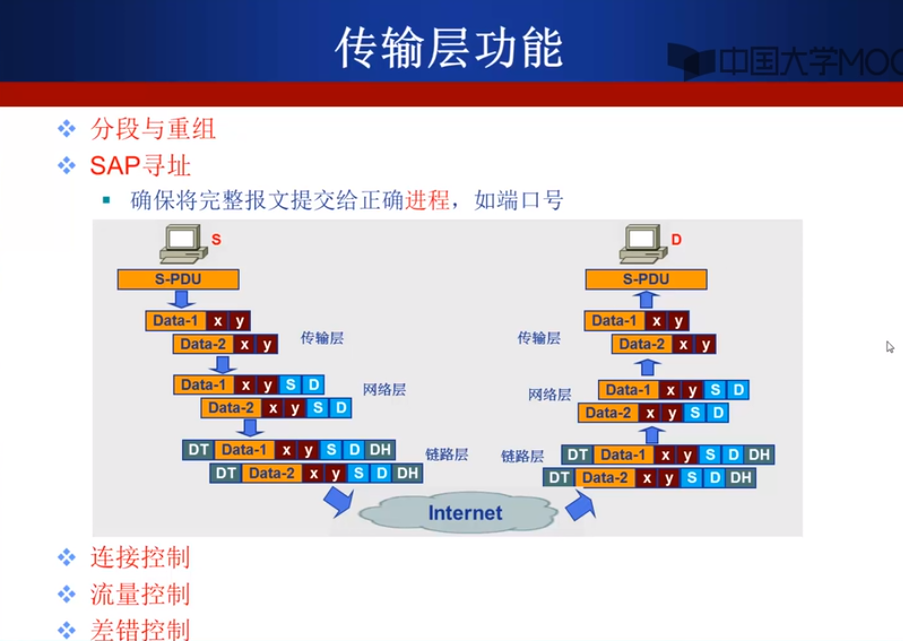 传输层功能
中国大学MOO
分段与重组
SAP寻址
确保将完整报文提交给正确进程，如端口号
S
D
S-PDU
S-PDU
Data-1 x y
Data-1 x y
Data-2 x y
传输层
传输层
Data-2 x y
Data-1 x y S D
网络层
网络层
Data-1 x y S D
Data-2 x y S D
Data-2 x y S D
DT Data-1 x y S D DH
链路层
链路层
DT Data-1 x y S D DH
DT Data-2 x y S D DH
DT Data-2 x y S D DH
Internet
连接控制
流量控制
差错控制